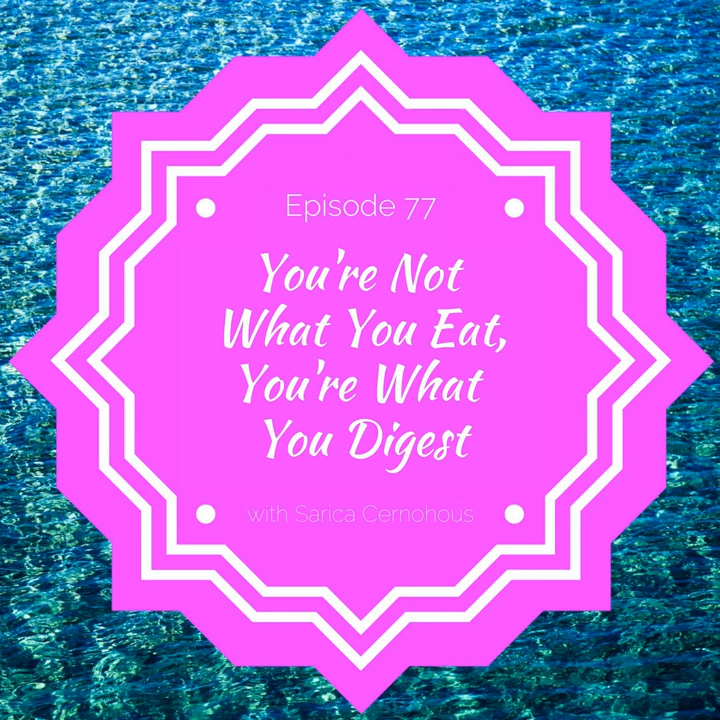 Episode 77
You're Not
What You Eat,
You're What
You Digest
with Sarica Cernohous